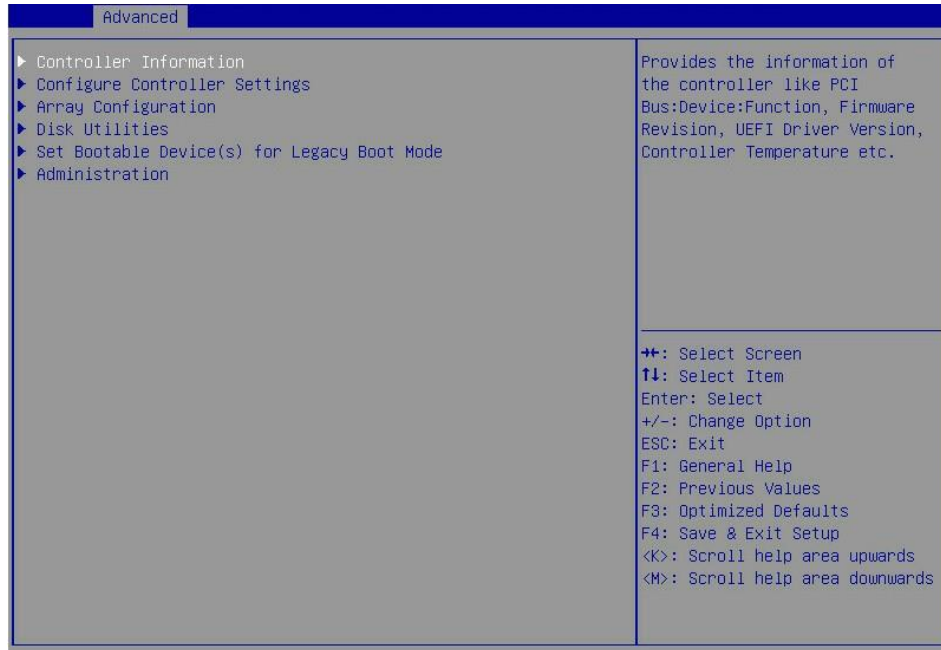 Advanced
▶ Controller Information
▶ Configure Controller Settings
▶ Array Configuration
▶ Disk Utilities
▶ Set Bootable Device(s) for Legacy Boot Mode
▶ Administration
Provides the information of
the controller like PCI
Bus:Device:Function, Firmware
Revision, UEFI Driver Version,
Controller Temperature etc.
→←: Select Screen
↑↓: Select Item
Enter: Select
+/-: Change Option
ESC: Exit
F1: General Help
F2: Previous Values
F3: Optimized Defaults
F4: Save & Exit Setup
<K>: Scroll help area upwards
<M>: Scroll help area downwards